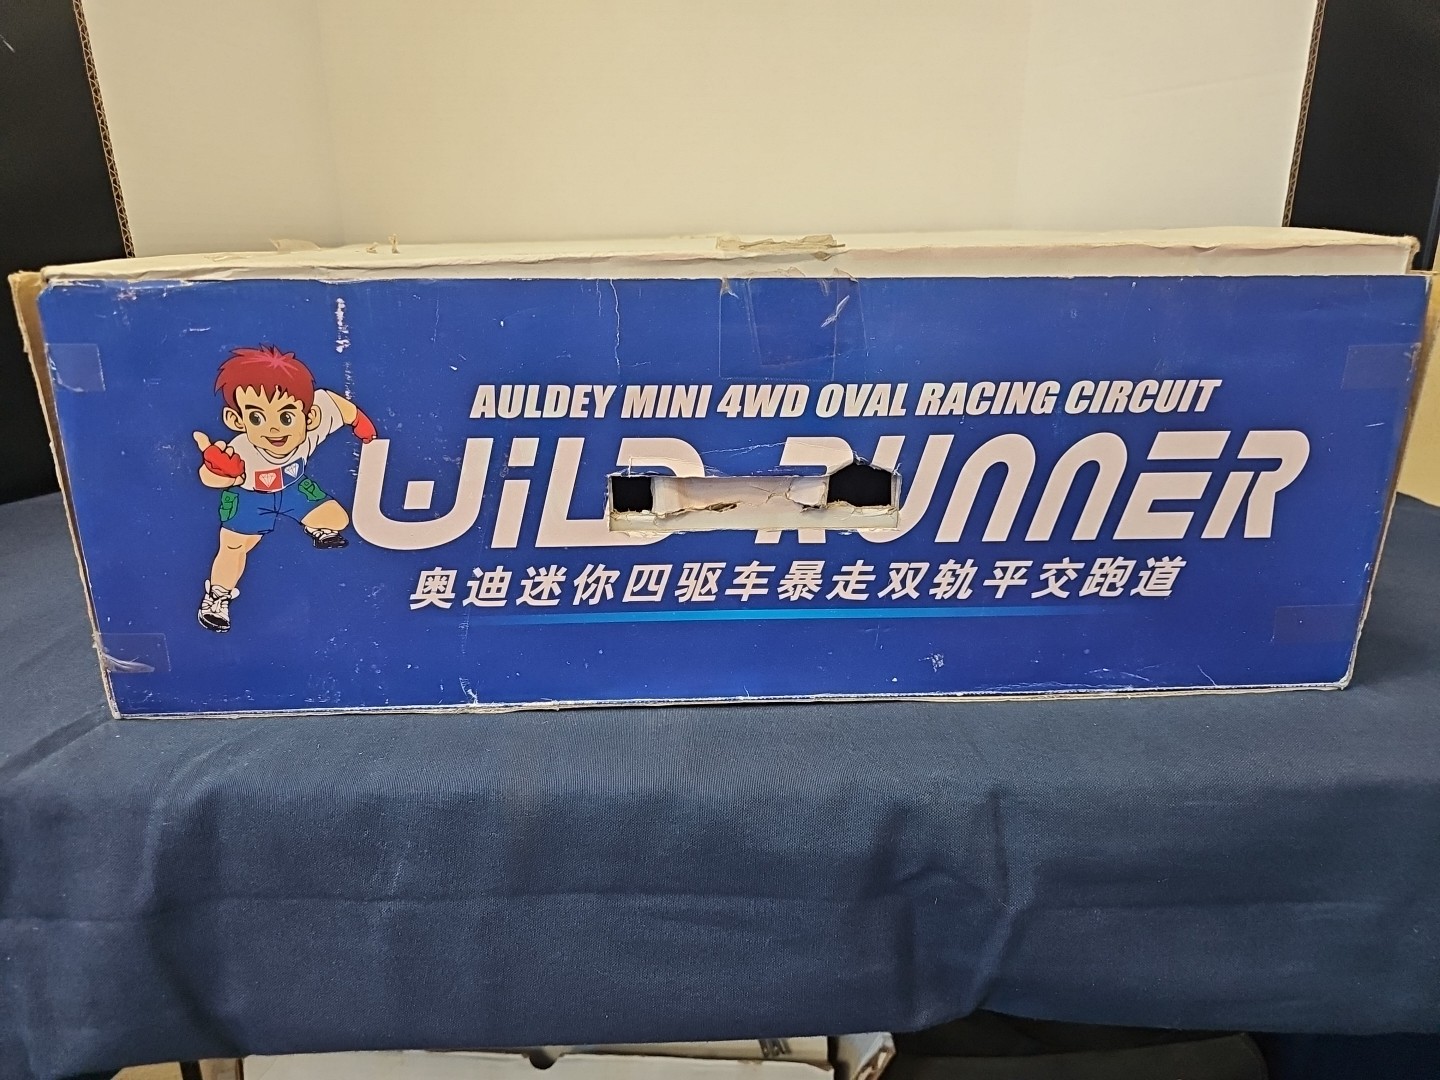 AULDEY MINI 4WD OVAL RACING CIRCUIT
WILD RUNNER
奥迪迷你四驱车暴走双轨平交跑道